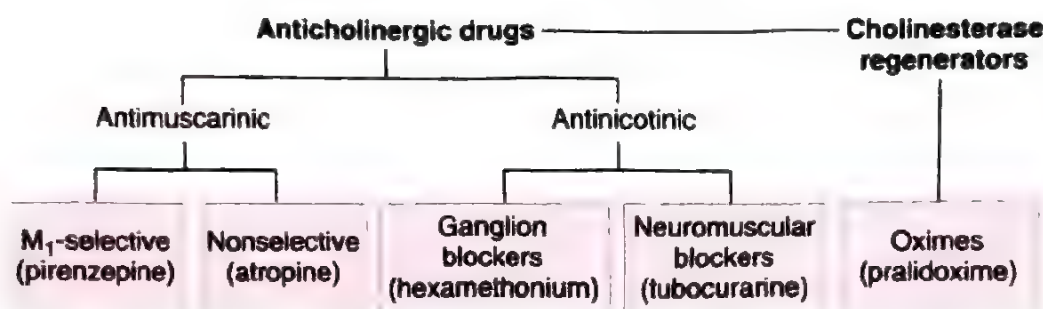 Anticholinergic drugs
Cholinesterase
regenerators
Antimuscarinic
Antinicotinic
M₁-selective
(pirenzepine)
Nonselective
(atropine)
Ganglion
blockers
(hexamethonium)
Neuromuscular
blockers
(tubocurarine)
Oximes
(pralidoxime)